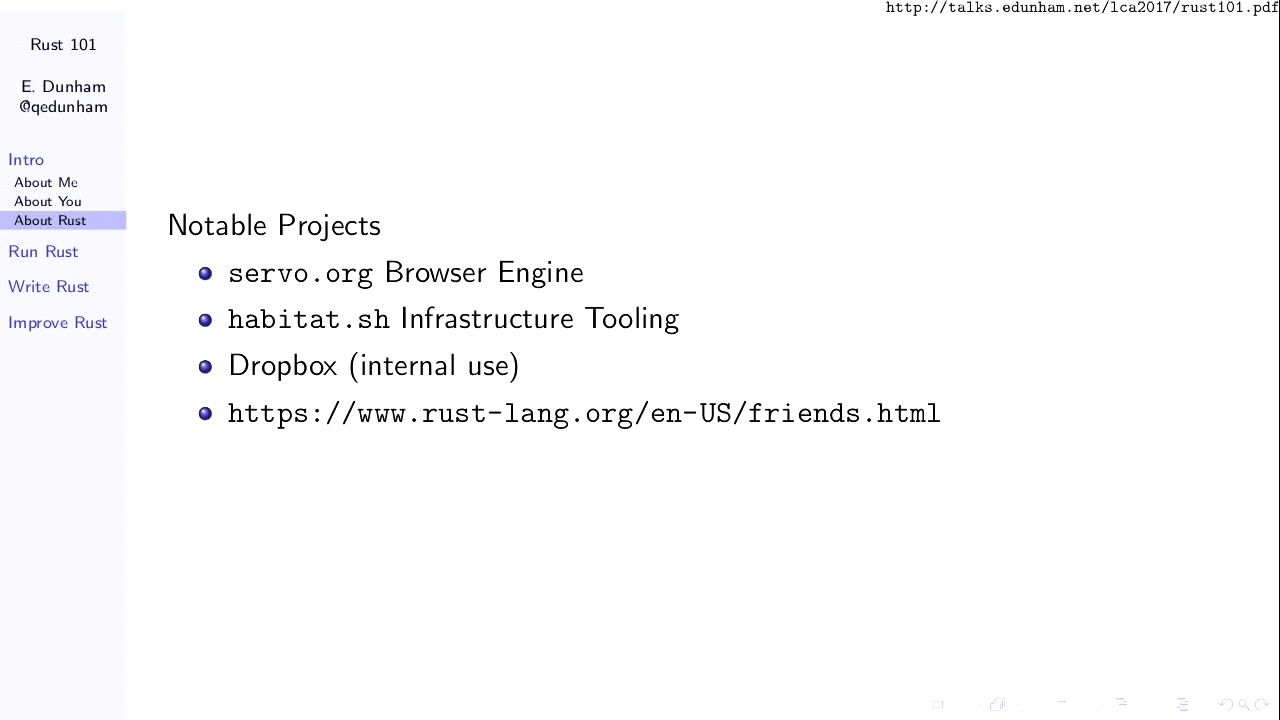 http://talks.edunham.net/lca2017/rust101.pdf
Rust 101
E. Dunham
@qedunham
Intro
About Me
About You
About Rust
Run Rust
Write Rust
Improve Rust
Notable Projects
servo.org Browser Engine
habitat.sh Infrastructure Tooling
Dropbox (internal use)
https://www.rust-lang.org/en-US/friends.html